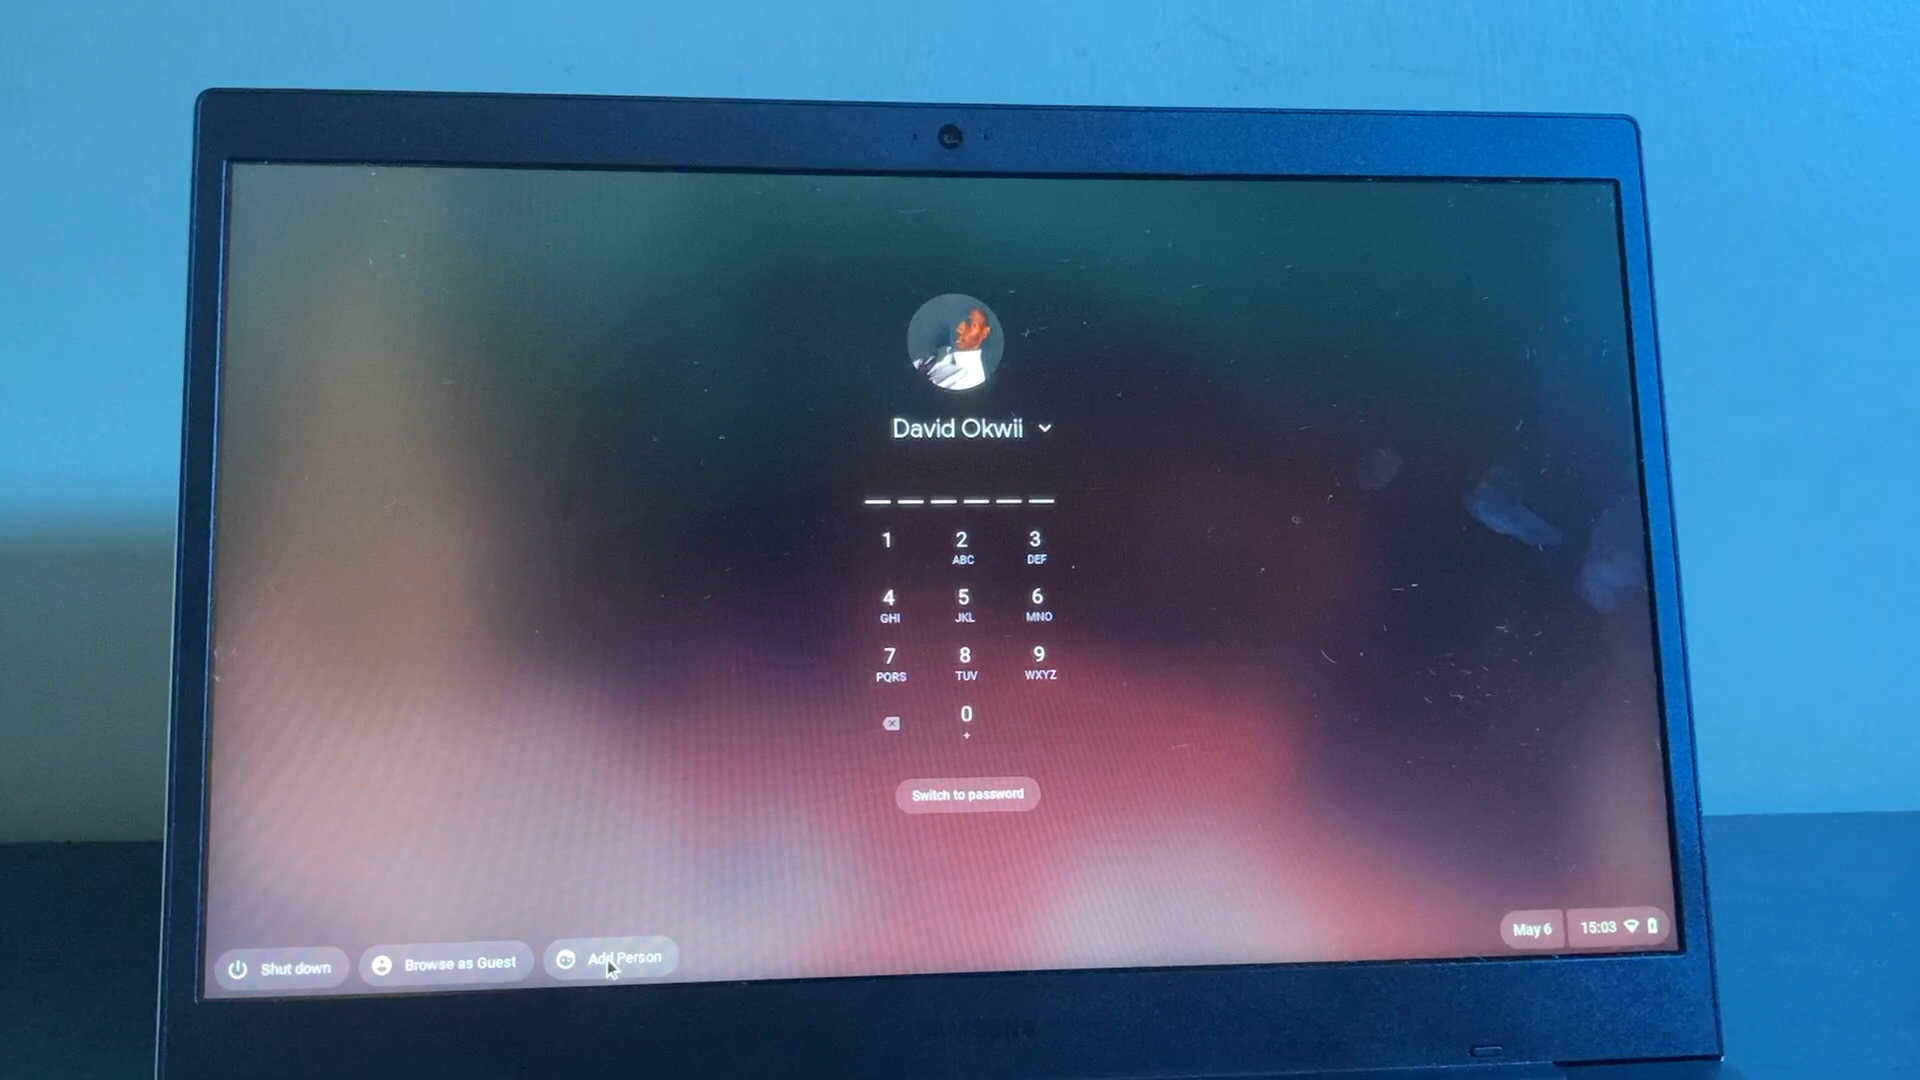 David Okwii
1
2
ABC
3
DEF
4
GHI
5
JKL
6
MNO
7
PQRS
8
TUV
9
WXYZ
0
+
Switch to password
Shut down
Browse as Guest
Add Person
May 6
15:03
SAMSUNG